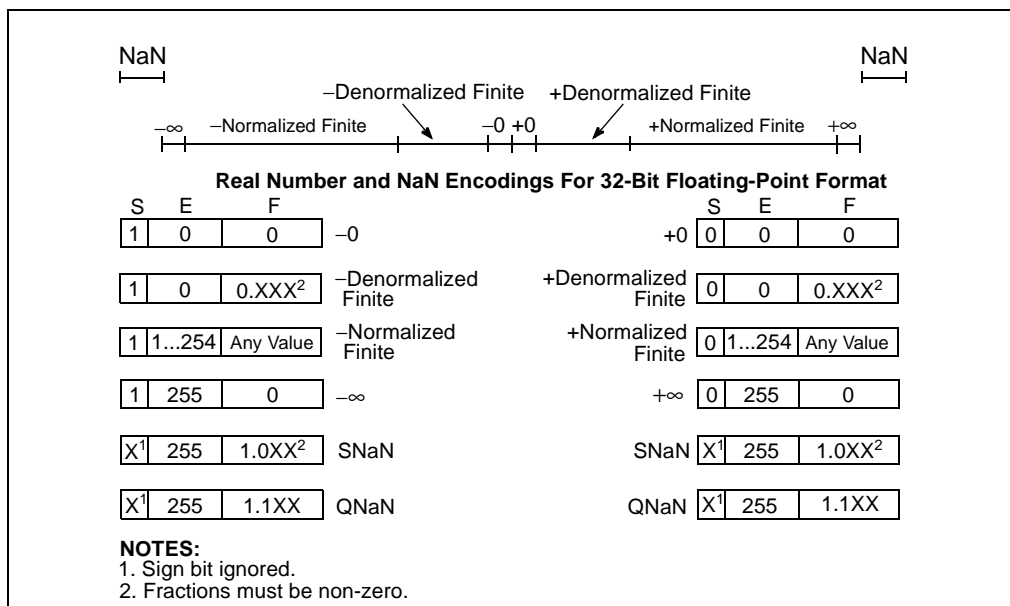 NaN NaN
−Denormalized Finite +Denormalized Finite
−∞ −Normalized Finite −0 +0 +Normalized Finite +∞
Real Number and NaN Encodings For 32-Bit Floating-Point Format
S E F S E F
1 0 0 −0 +0 0 0 0
1 0 0.XXX² −Denormalized Finite +Denormalized Finite 0 0 0.XXX²
1 1...254 Any Value −Normalized Finite +Normalized Finite 0 1...254 Any Value
1 255 0 −∞ +∞ 0 255 0
X¹ 255 1.0XX² SNaN SNaN X¹ 255 1.0XX²
X¹ 255 1.1XX QNaN QNaN X¹ 255 1.1XX
NOTES:
1. Sign bit ignored.
2. Fractions must be non-zero.